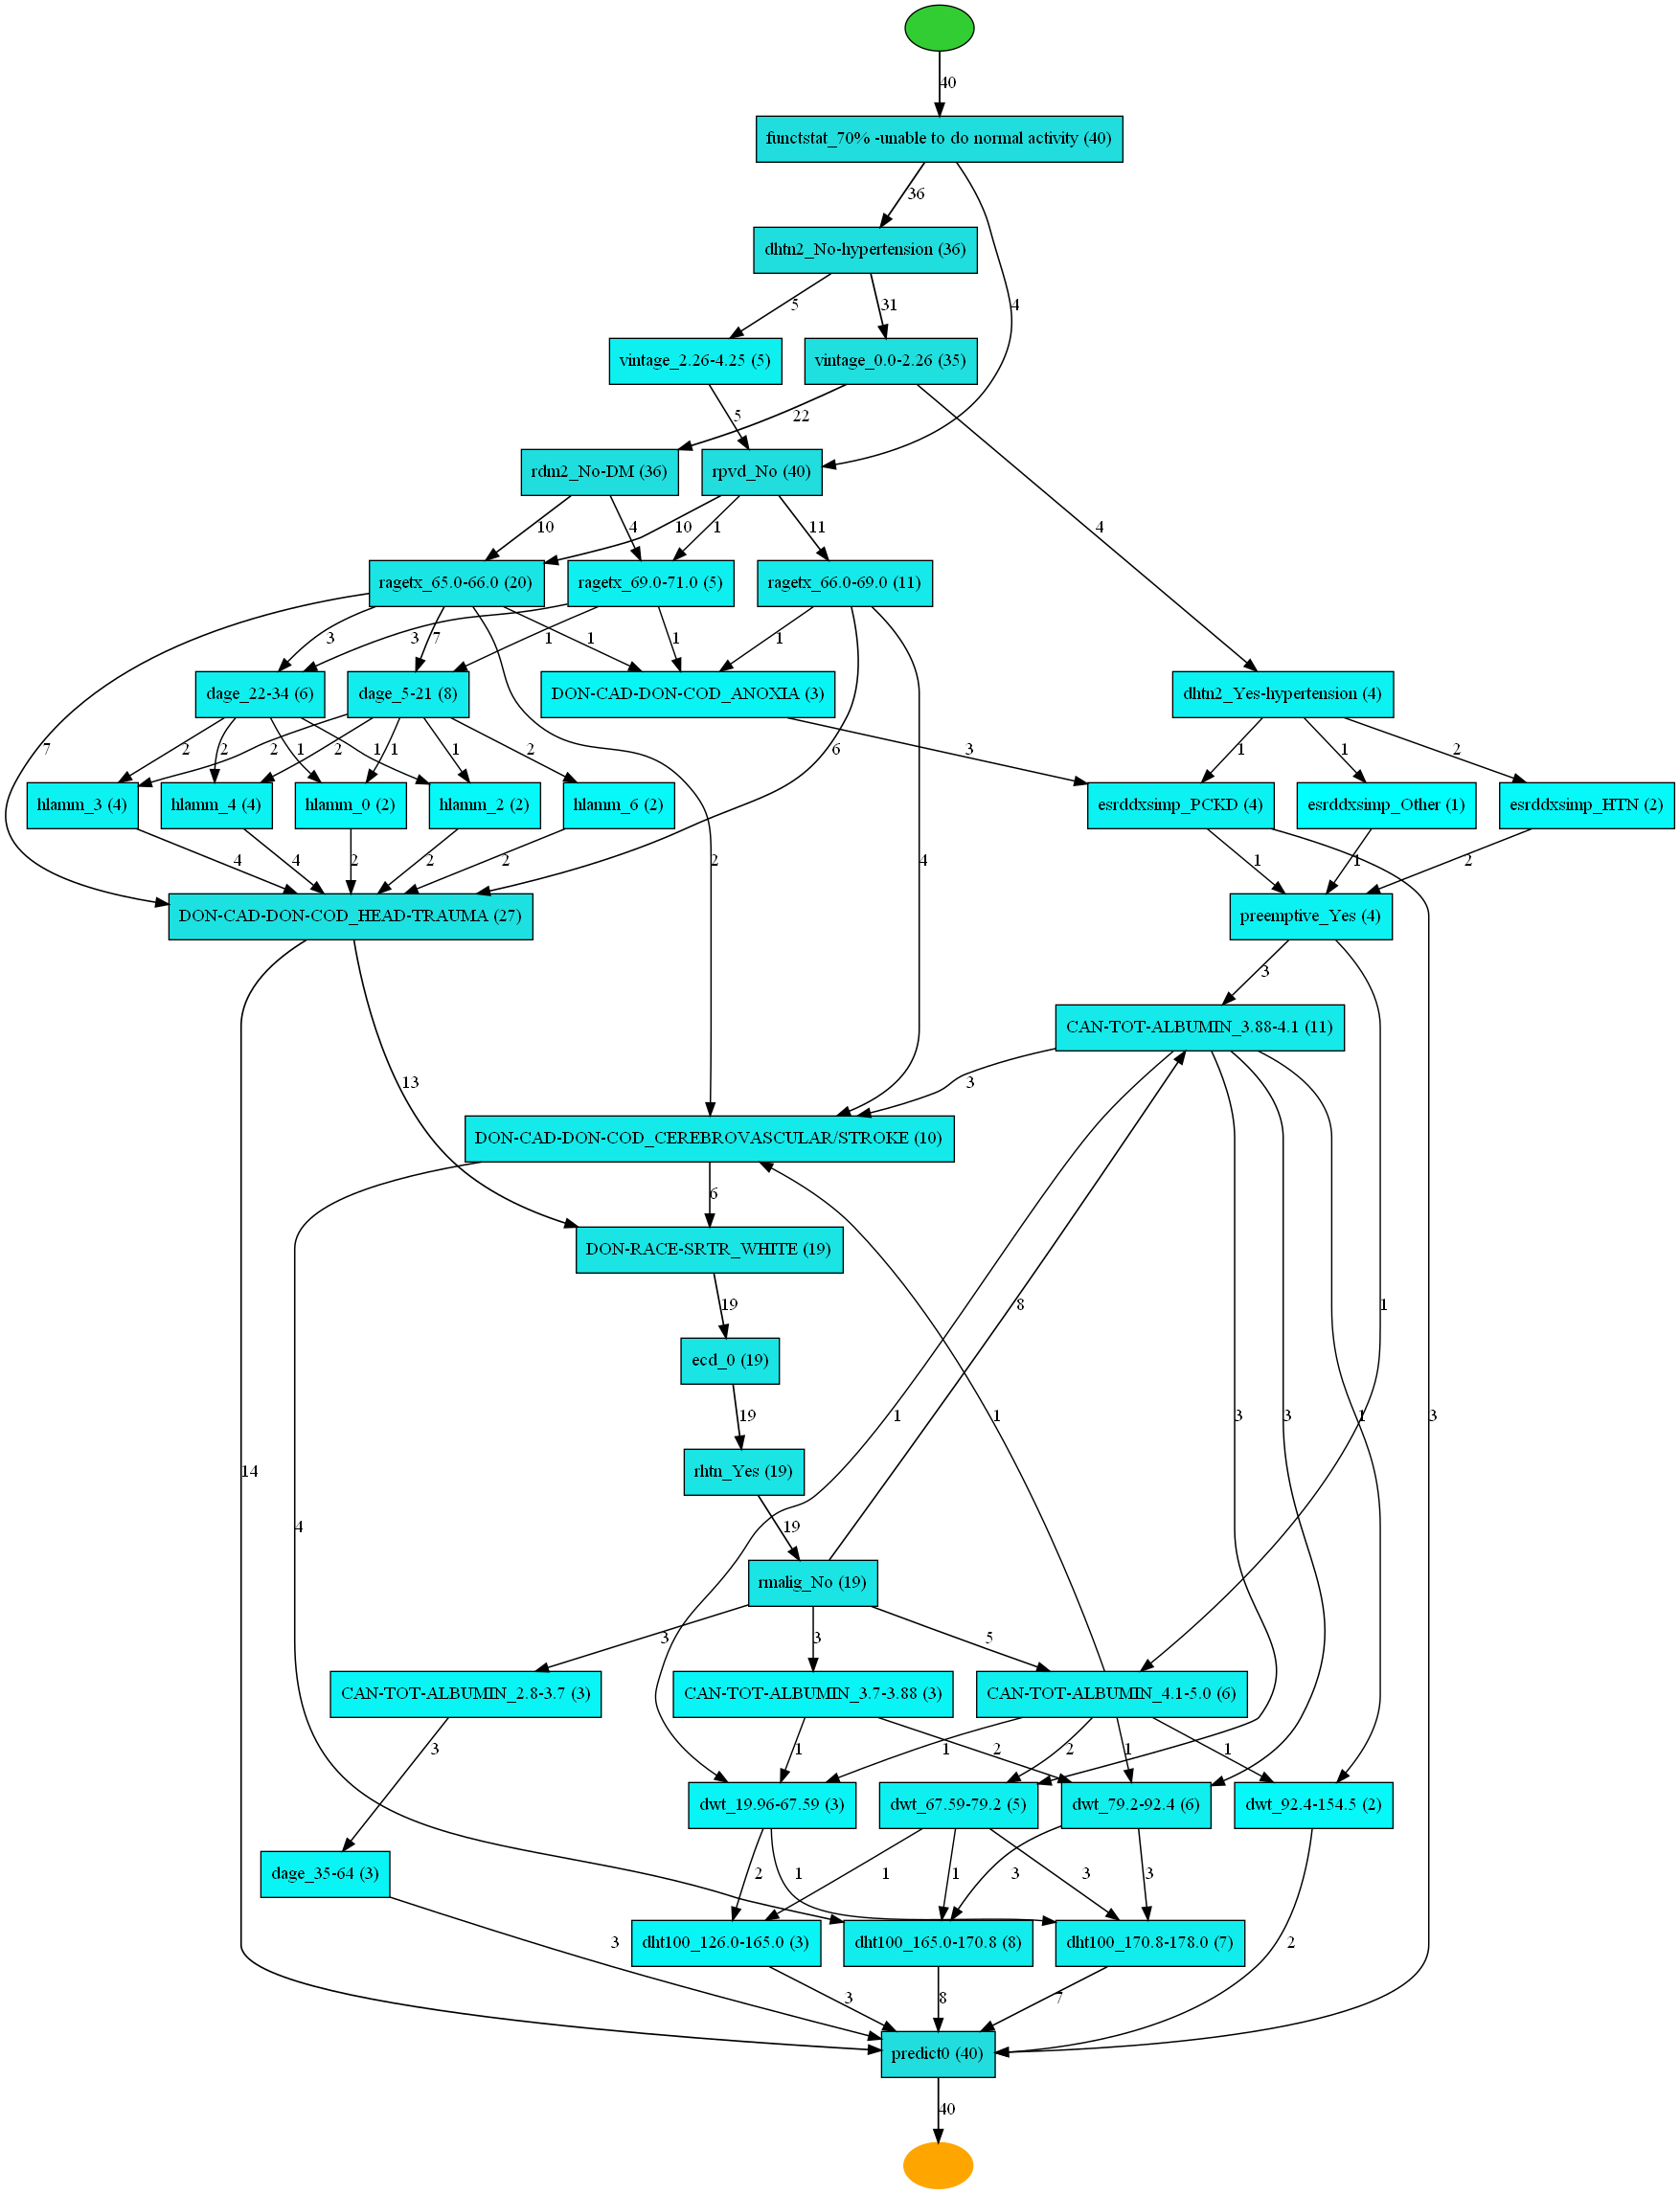 40
functstat_70% -unable to do normal activity (40)
36
dhtn2_No-hypertension (36)
5 31 4
vintage_2.26-4.25 (5) vintage_0.0-2.26 (35)
5 22
rdm2_No-DM (36) rpvd_No (40)
10 4 10 1 11 4
ragetx_65.0-66.0 (20) ragetx_69.0-71.0 (5) ragetx_66.0-69.0 (11)
3 3 7 1 1 1 1
dage_22-34 (6) dage_5-21 (8) DON-CAD-DON-COD_ANOXIA (3) dhtn2_Yes-hypertension (4)
7 2 2 2 1 2 1 1 1 2 6 3 1 1 2
hlamm_3 (4) hlamm_4 (4) hlamm_0 (2) hlamm_2 (2) hlamm_6 (2) esrddxsimp_PCKD (4) esrddxsimp_Other (1) esrddxsimp_HTN (2)
4 4 2 2 2 2 4 1 1 2
DON-CAD-DON-COD_HEAD-TRAUMA (27) preemptive_Yes (4)
3
CAN-TOT-ALBUMIN_3.88-4.1 (11)
13 3
DON-CAD-DON-COD_CEREBROVASCULAR/STROKE (10)
6
DON-RACE-SRTR_WHITE (19)
19 8 1
ecd_0 (19)
19 1 1 3 3 1 3
rhtn_Yes (19)
14 4 19
rmalig_No (19)
3 3 5
CAN-TOT-ALBUMIN_2.8-3.7 (3) CAN-TOT-ALBUMIN_3.7-3.88 (3) CAN-TOT-ALBUMIN_4.1-5.0 (6)
3 1 1 2 2 1 1
dwt_19.96-67.59 (3) dwt_67.59-79.2 (5) dwt_79.2-92.4 (6) dwt_92.4-154.5 (2)
dage_35-64 (3) 2 1 1 1 3 3 3
3 dht100_126.0-165.0 (3) dht100_165.0-170.8 (8) dht100_170.8-178.0 (7) 2
3 8 7
predict0 (40)
40